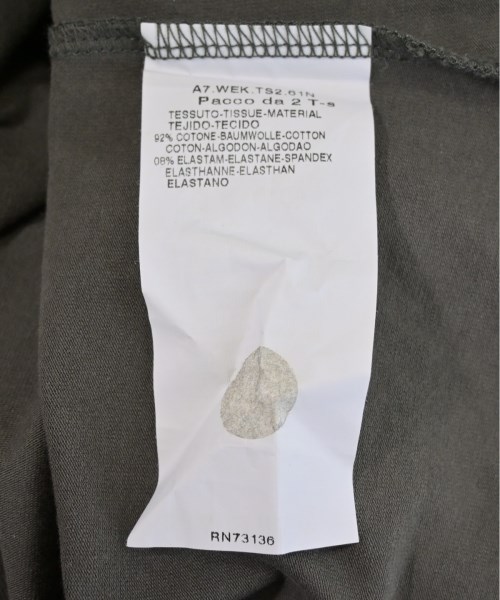 A7.WEK.TS2.61N
Pacco da 2 T-s
TESSUTO-TISSUE-MATERIAL
TEJIDO-TECIDO
92% COTONE-BAUMWOLLE-COTTON
COTON-ALGODON-ALGODAO
08% ELASTAM-ELASTANE-SPANDEX
ELASTHANNE-ELASTHAN
ELASTANO
RN73136